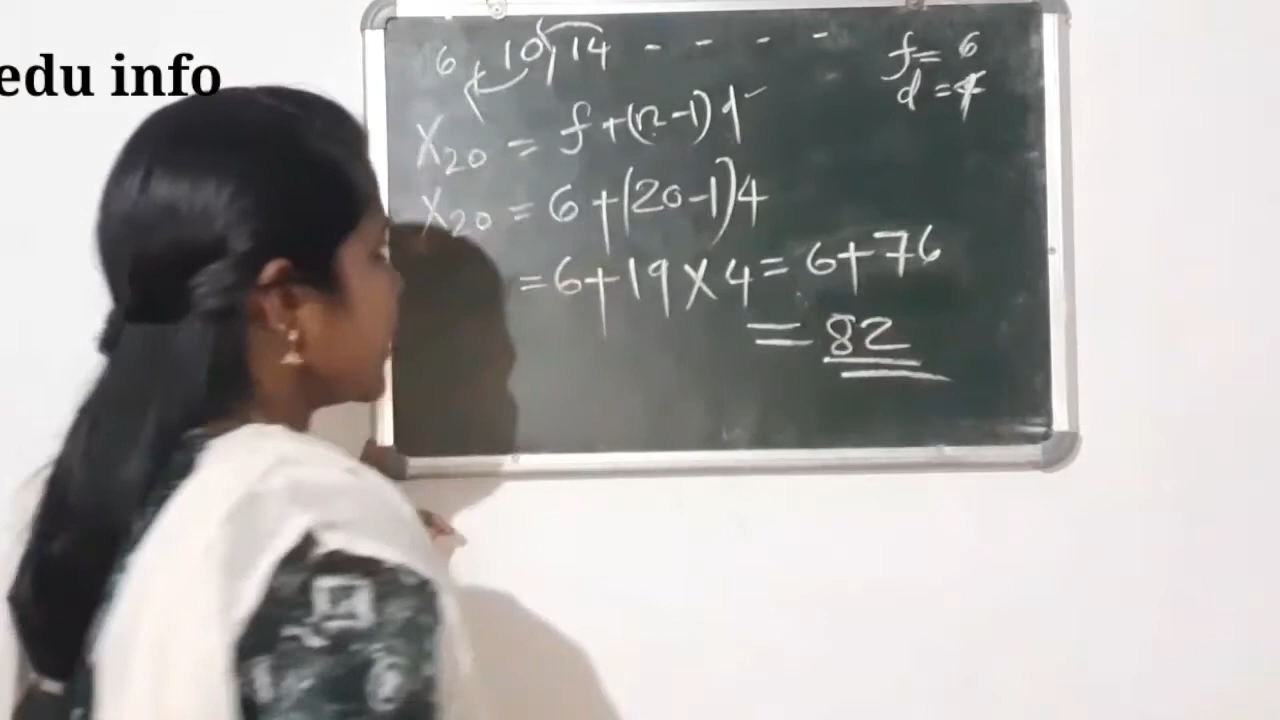 edu info
6, 10, 14 - - - -
f = 6
d = 4
X20 = f + (n-1) d
X20 = 6 + (20-1) 4
= 6 + 19 X 4 = 6 + 76
= 82